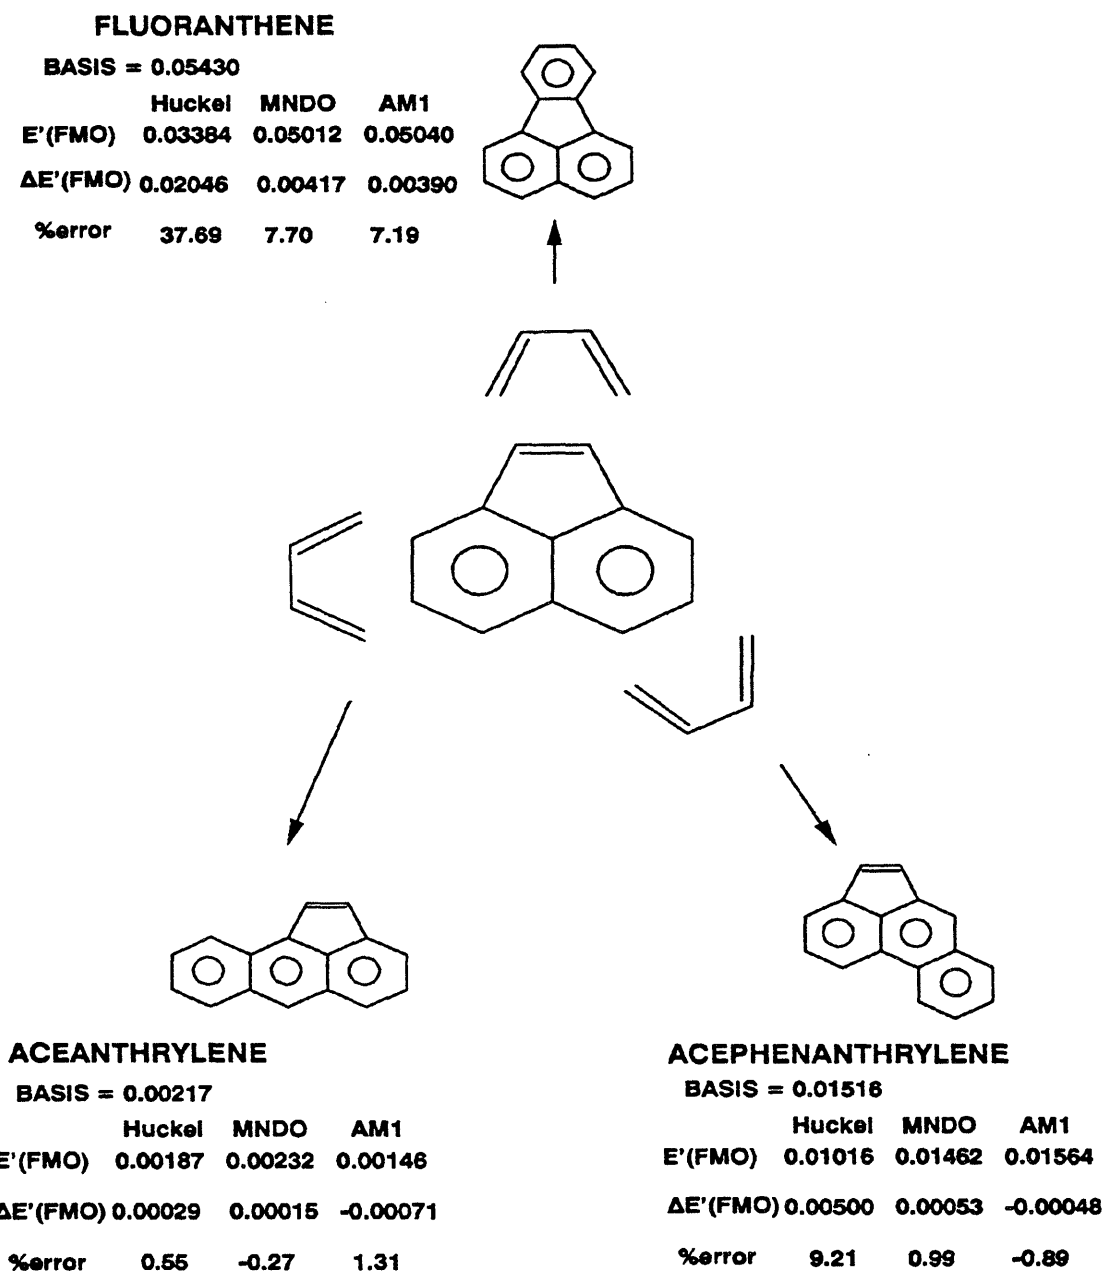 FLUORANTHENE
BASIS = 0.05430
Huckel MNDO AM1
E'(FMO) 0.03384 0.05012 0.05040
ΔE'(FMO) 0.02046 0.00417 0.00390
%error 37.69 7.70 7.19
ACEANTHRYLENE
BASIS = 0.00217
Huckel MNDO AM1
E'(FMO) 0.00187 0.00232 0.00146
ΔE'(FMO) 0.00029 0.00015 -0.00071
%error 0.55 -0.27 1.31
ACEPHENANTHRYLENE
BASIS = 0.01516
Huckel MNDO AM1
E'(FMO) 0.01016 0.01462 0.01564
ΔE'(FMO) 0.00500 0.00053 -0.00048
%error 9.21 0.99 -0.89